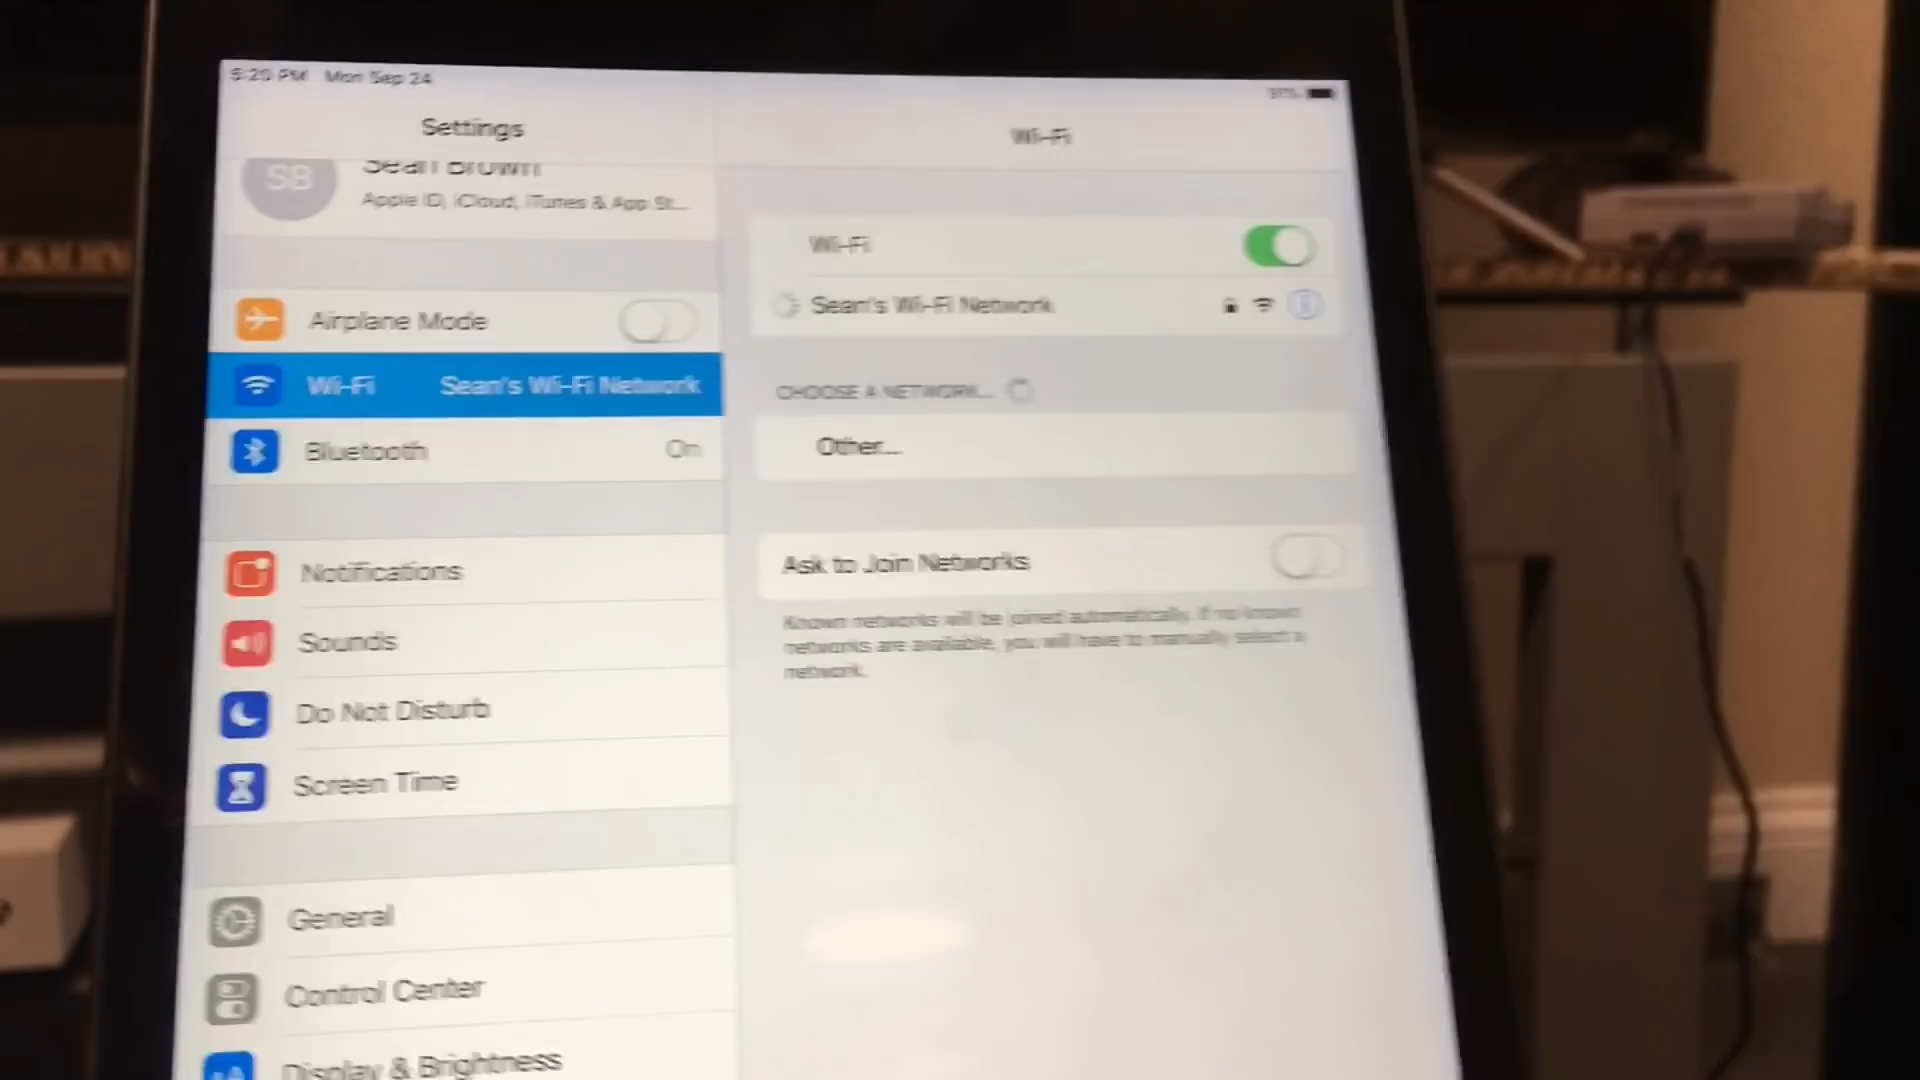 5:20 PM Mon Sep 24
Settings
Wi-Fi
SB
Sean Brown
Apple ID, iCloud, iTunes & App St...
Airplane Mode
Wi-Fi Sean's Wi-Fi Network
Bluetooth On
Notifications
Sounds
Do Not Disturb
Screen Time
General
Control Center
Display & Brightness
Wi-Fi
Sean's Wi-Fi Network
CHOOSE A NETWORK...
Other...
Ask to Join Networks
Known networks will be joined automatically. If no known
networks are available, you will have to manually select a
network.